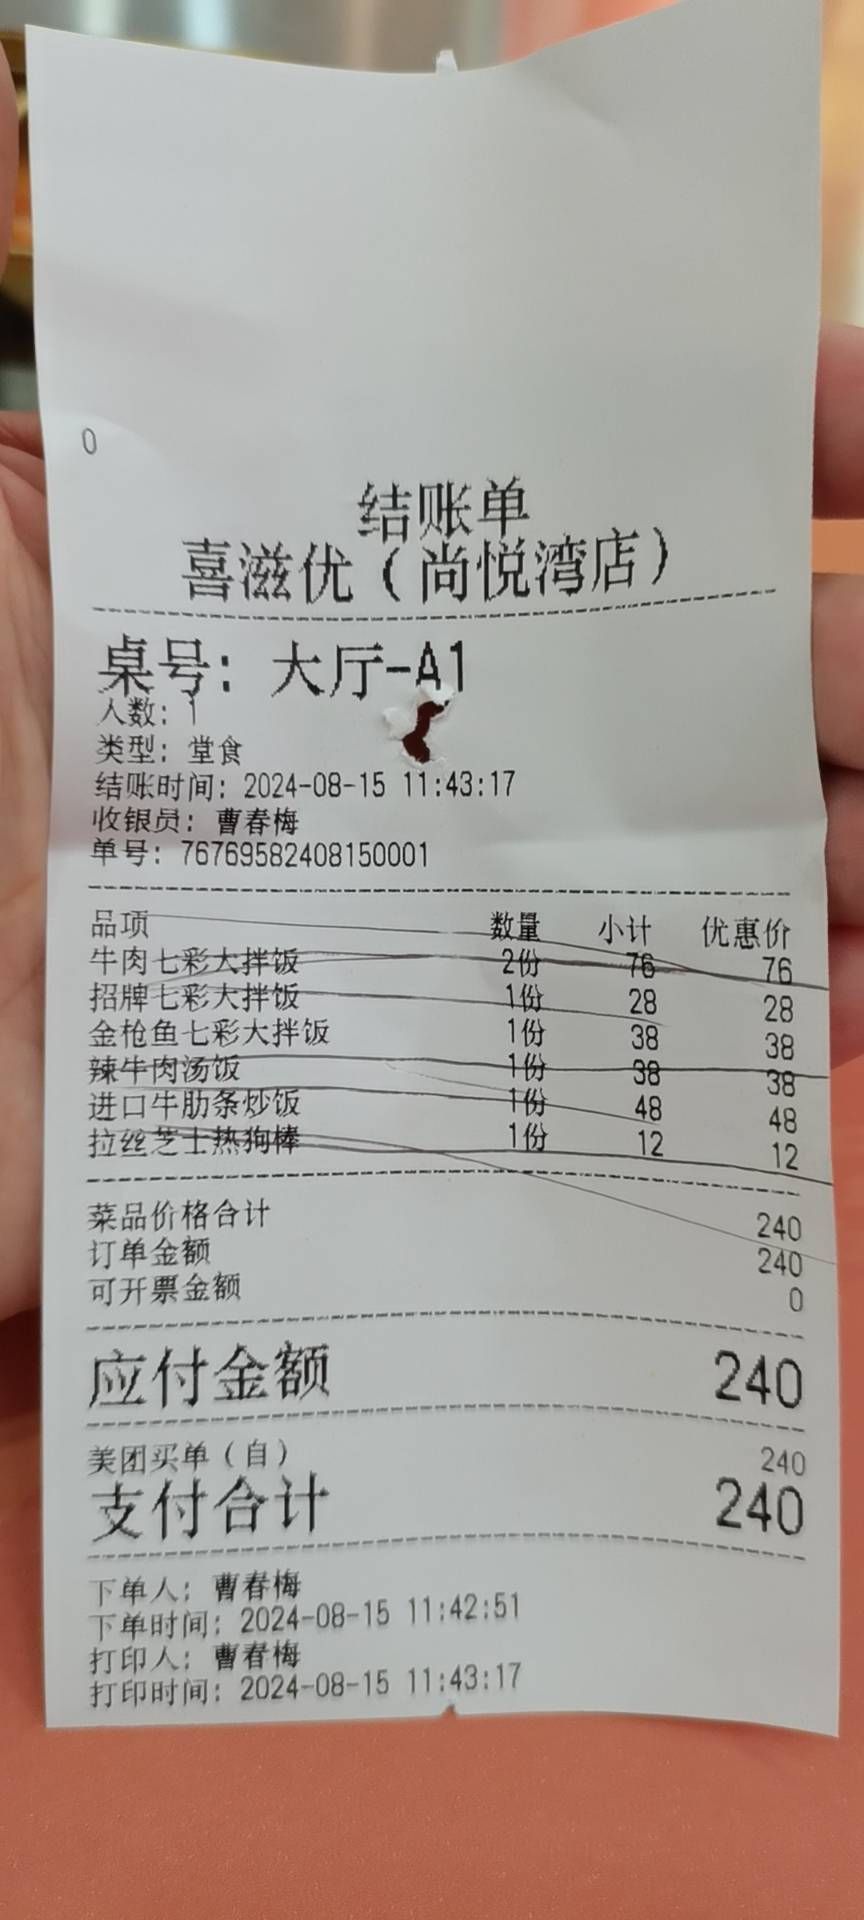 0
结账单
喜滋优（尚悦湾店）
桌号：大厅-A1
人数：1
类型：堂食
结账时间：2024-08-15 11:43:17
收银员：曹春梅
单号：76769582408150001
品项 数量 小计 优惠价
牛肉七彩大拌饭 2份 76 76
招牌七彩大拌饭 1份 28 28
金枪鱼七彩大拌饭 1份 38 38
辣牛肉汤饭 1份 38 38
进口牛肋条炒饭 1份 48 48
拉丝芝士热狗棒 1份 12 12
菜品价格合计 240
订单金额 240
可开票金额 0
应付金额 240
美团买单（自） 240
支付合计 240
下单人：曹春梅
下单时间：2024-08-15 11:42:51
打印人：曹春梅
打印时间：2024-08-15 11:43:17